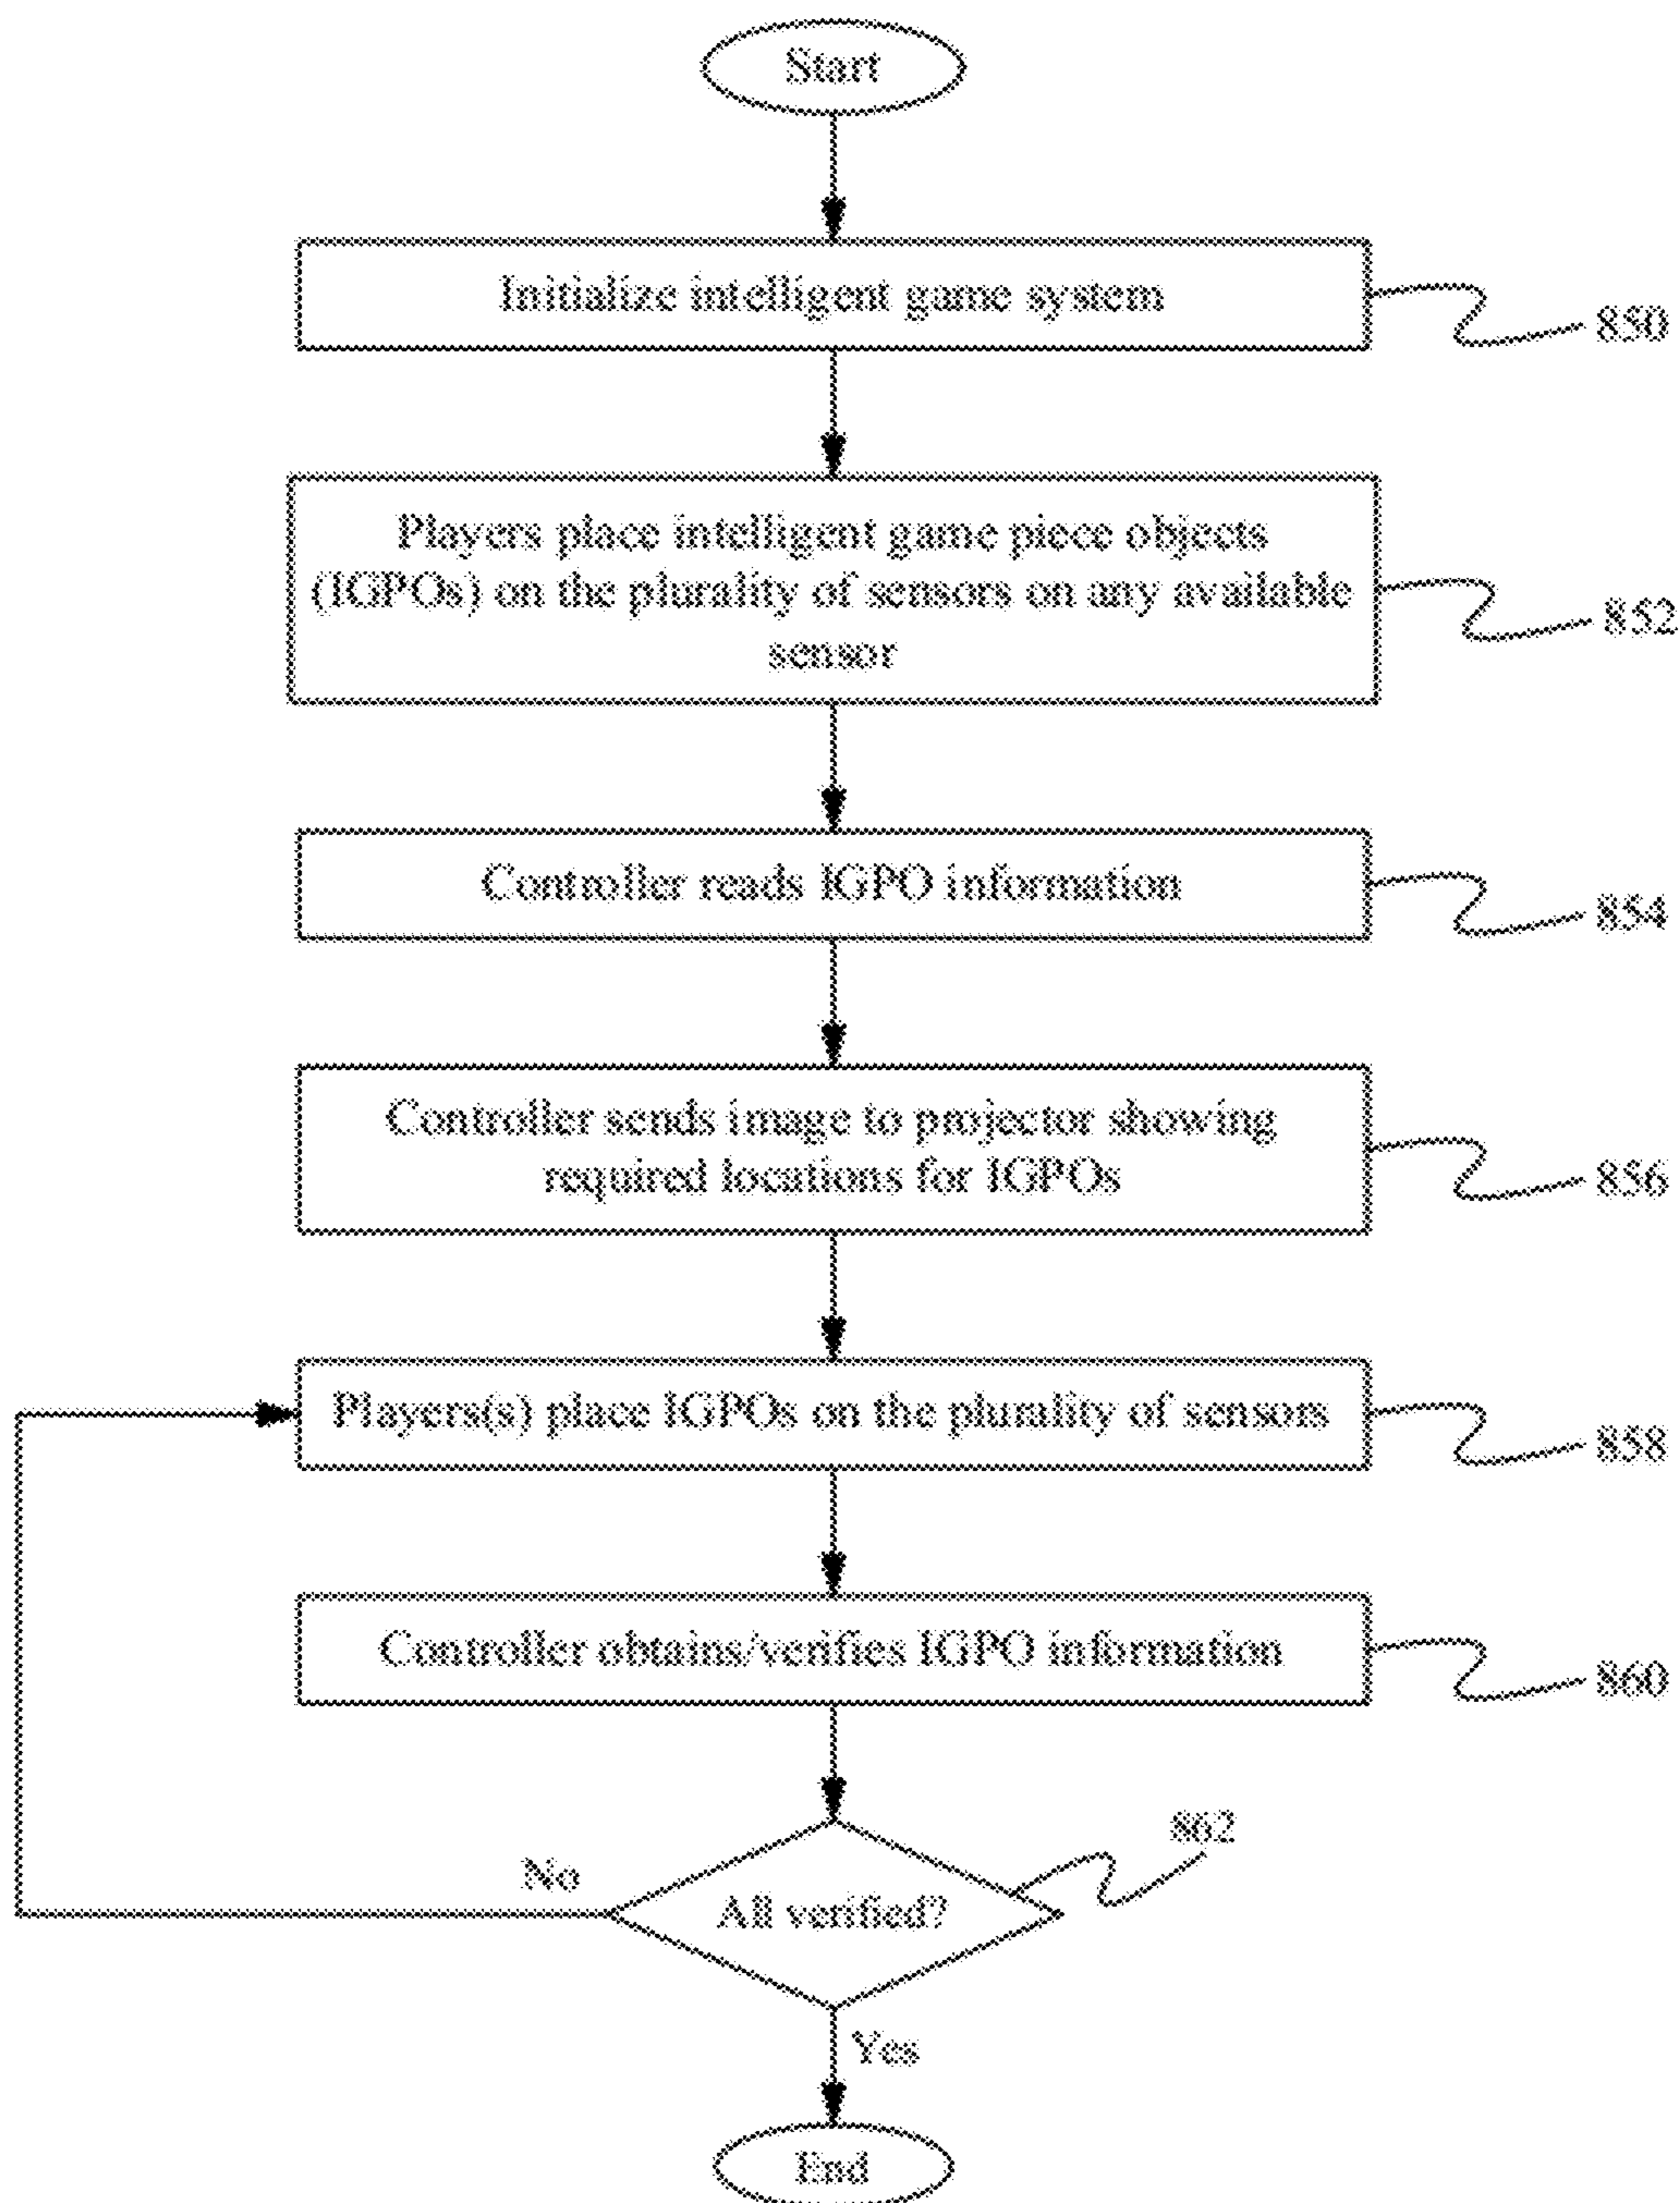 Start
Initialize intelligent game system
850
Players place intelligent game piece objects
(IGPOs) on the plurality of sensors on any available
sensor
852
Controller reads IGPO information
854
Controller sends image to projector showing
required locations for IGPOs
856
Players(s) place IGPOs on the plurality of sensors
858
Controller obtains/verifies IGPO information
860
862
No
All verified?
Yes
End